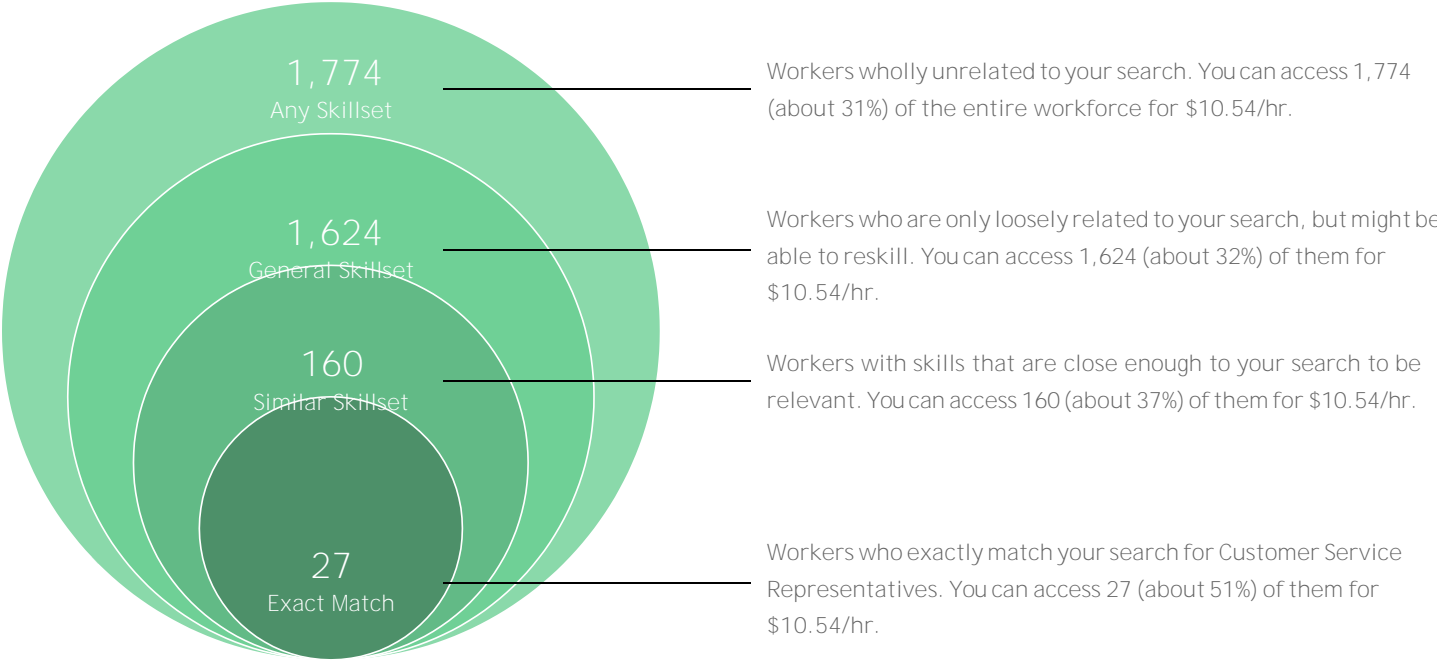 1,774
Any Skillset
Workers wholly unrelated to your search. You can access 1,774
(about 31%) of the entire workforce for $10.54/hr.
1,624
General Skillset
Workers who are only loosely related to your search, but might be
able to reskill. You can access 1,624 (about 32%) of them for
$10.54/hr.
160
Similar Skillset
Workers with skills that are close enough to your search to be
relevant. You can access 160 (about 37%) of them for $10.54/hr.
27
Exact Match
Workers who exactly match your search for Customer Service
Representatives. You can access 27 (about 51%) of them for
$10.54/hr.